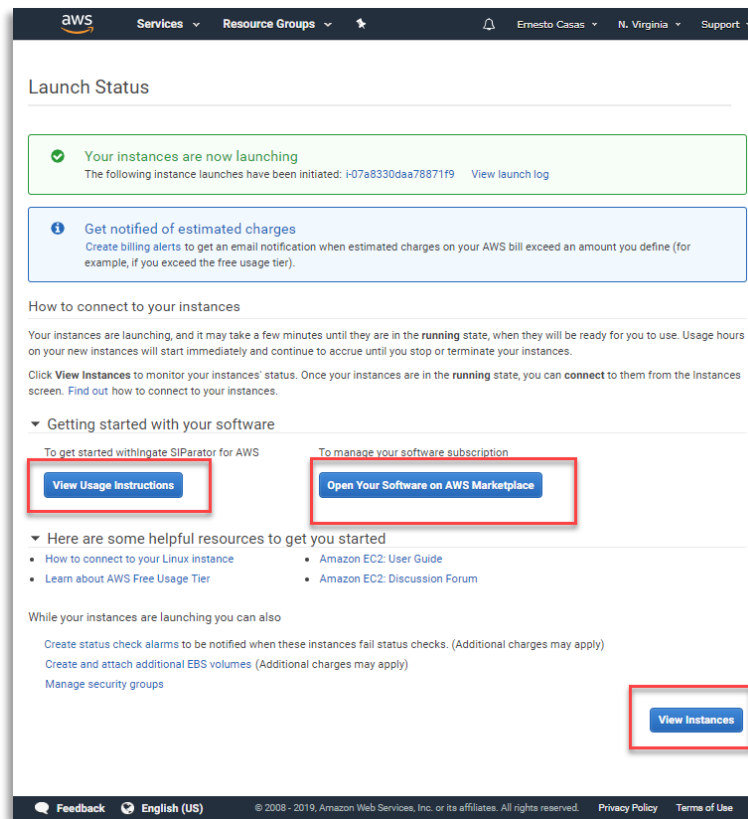 aws Services Resource Groups Ernesto Casas N. Virginia Support
Launch Status
Your instances are now launching
The following instance launches have been initiated: i-07a8330daa78871f9 View launch log
Get notified of estimated charges
Create billing alerts to get an email notification when estimated charges on your AWS bill exceed an amount you define (for
example, if you exceed the free usage tier).
How to connect to your instances
Your instances are launching, and it may take a few minutes until they are in the running state, when they will be ready for you to use. Usage hours
on your new instances will start immediately and continue to accrue until you stop or terminate your instances.
Click View Instances to monitor your instances' status. Once your instances are in the running state, you can connect to them from the Instances
screen. Find out how to connect to your instances.
Getting started with your software
To get started withIngate SIParator for AWS To manage your software subscription
View Usage Instructions Open Your Software on AWS Marketplace
Here are some helpful resources to get you started
• How to connect to your Linux instance • Amazon EC2: User Guide
• Learn about AWS Free Usage Tier • Amazon EC2: Discussion Forum
While your instances are launching you can also
Create status check alarms to be notified when these instances fail status checks. (Additional charges may apply)
Create and attach additional EBS volumes (Additional charges may apply)
Manage security groups
View Instances
Feedback English (US) © 2008 - 2019, Amazon Web Services, Inc. or its affiliates. All rights reserved. Privacy Policy Terms of Use